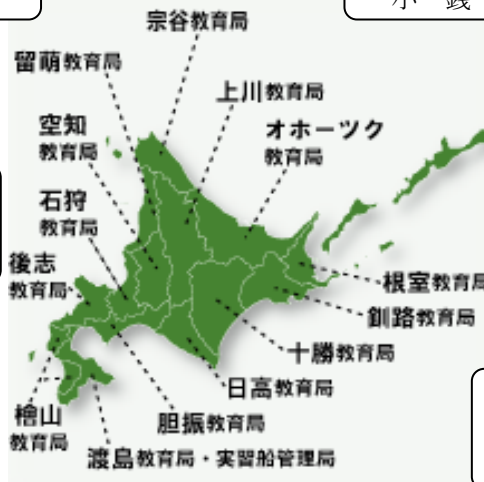 小 銭
宗谷教育局
留萌教育局
上川教育局
空知
教育局
オホーツク
教育局
石狩
教育局
後志
教育局
根室教育局
釧路教育局
十勝教育局
日高教育局
檜山
教育局
胆振教育局
渡島教育局・実習船管理局